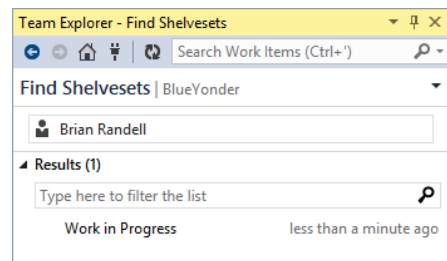 Team Explorer - Find Shelvesets
Search Work Items (Ctrl+')
Find Shelvesets | BlueYonder
Brian Randell
Results (1)
Type here to filter the list
Work in Progress less than a minute ago